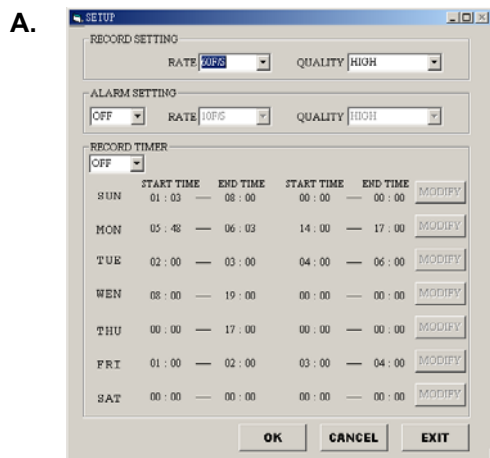 A.
SETUP
RECORD SETTING
RATE 60F/S QUALITY HIGH
ALARM SETTING
OFF RATE 10F/S QUALITY HIGH
RECORD TIMER
OFF
START TIME END TIME START TIME END TIME
SUN 01 : 03 — 08 : 00 00 : 00 — 00 : 00 MODIFY
MON 05 : 48 — 06 : 03 14 : 00 — 17 : 00 MODIFY
TUE 02 : 00 — 03 : 00 04 : 00 — 06 : 00 MODIFY
WEN 08 : 00 — 19 : 00 00 : 00 — 00 : 00 MODIFY
THU 00 : 00 — 17 : 00 00 : 00 — 00 : 00 MODIFY
FRI 01 : 00 — 02 : 00 03 : 00 — 04 : 00 MODIFY
SAT 00 : 00 — 00 : 00 00 : 00 — 00 : 00 MODIFY
OK CANCEL EXIT